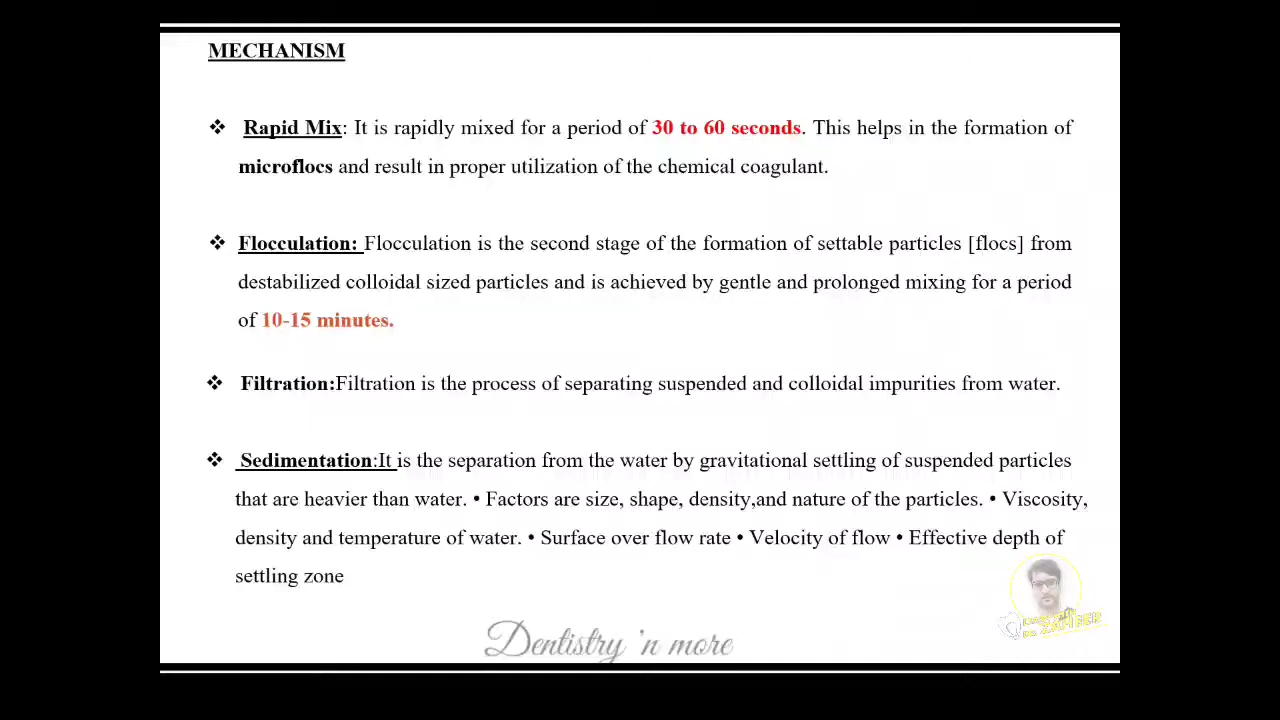 MECHANISM
❖ Rapid Mix: It is rapidly mixed for a period of 30 to 60 seconds. This helps in the formation of
microflocs and result in proper utilization of the chemical coagulant.
❖ Flocculation: Flocculation is the second stage of the formation of settable particles [flocs] from
destabilized colloidal sized particles and is achieved by gentle and prolonged mixing for a period
of 10-15 minutes.
❖ Filtration:Filtration is the process of separating suspended and colloidal impurities from water.
❖ Sedimentation:It is the separation from the water by gravitational settling of suspended particles
that are heavier than water. • Factors are size, shape, density,and nature of the particles. • Viscosity,
density and temperature of water. • Surface over flow rate • Velocity of flow • Effective depth of
settling zone
Dentistry 'n more